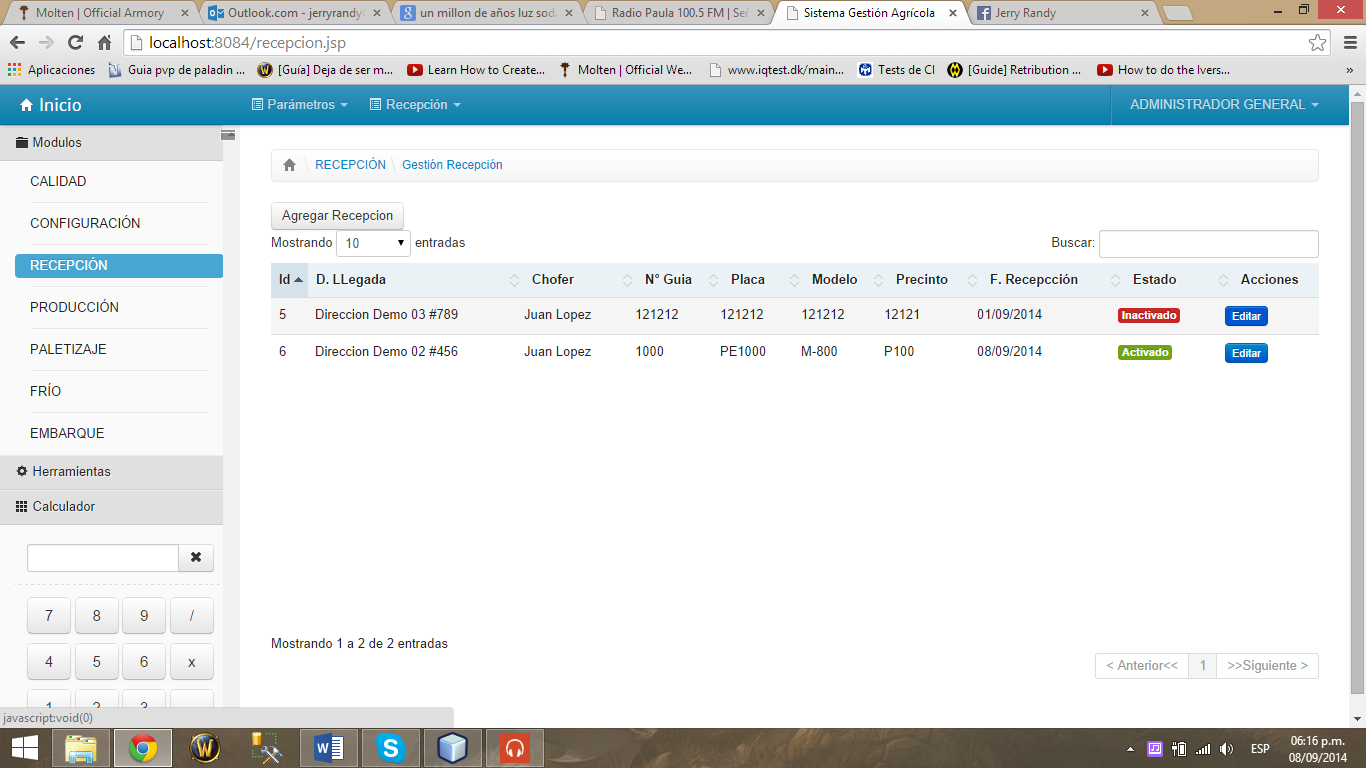 Molten | Official Armory
Outlook.com - jerryrandyf
un millon de años luz sod
Radio Paula 100.5 FM | Señ
Sistema Gestión Agrícola
Jerry Randy
localhost:8084/recepcion.jsp
Aplicaciones
Guia pvp de paladin ...
[Guía] Deja de ser m...
Learn How to Create...
Molten | Official We...
www.iqtest.dk/main...
Tests de CI
[Guide] Retribution ...
How to do the Ivers...
»
Inicio
Parámetros
Recepción
ADMINISTRADOR GENERAL
Modulos
CALIDAD
CONFIGURACIÓN
RECEPCIÓN
PRODUCCIÓN
PALETIZAJE
FRÍO
EMBARQUE
Herramientas
Calculador
7 8 9 /
4 5 6 x
1 2 3
javascript:void(0)
RECEPCIÓN \ Gestión Recepción
Agregar Recepcion
Mostrando 10 entradas
Buscar:
Id D. LLegada Chofer N° Guia Placa Modelo Precinto F. Recepcción Estado Acciones
5 Direccion Demo 03 #789 Juan Lopez 121212 121212 121212 12121 01/09/2014 Inactivado Editar
6 Direccion Demo 02 #456 Juan Lopez 1000 PE1000 M-800 P100 08/09/2014 Activado Editar
Mostrando 1 a 2 de 2 entradas
< Anterior<< 1 >>Siguiente >
ESP
06:16 p.m.
08/09/2014